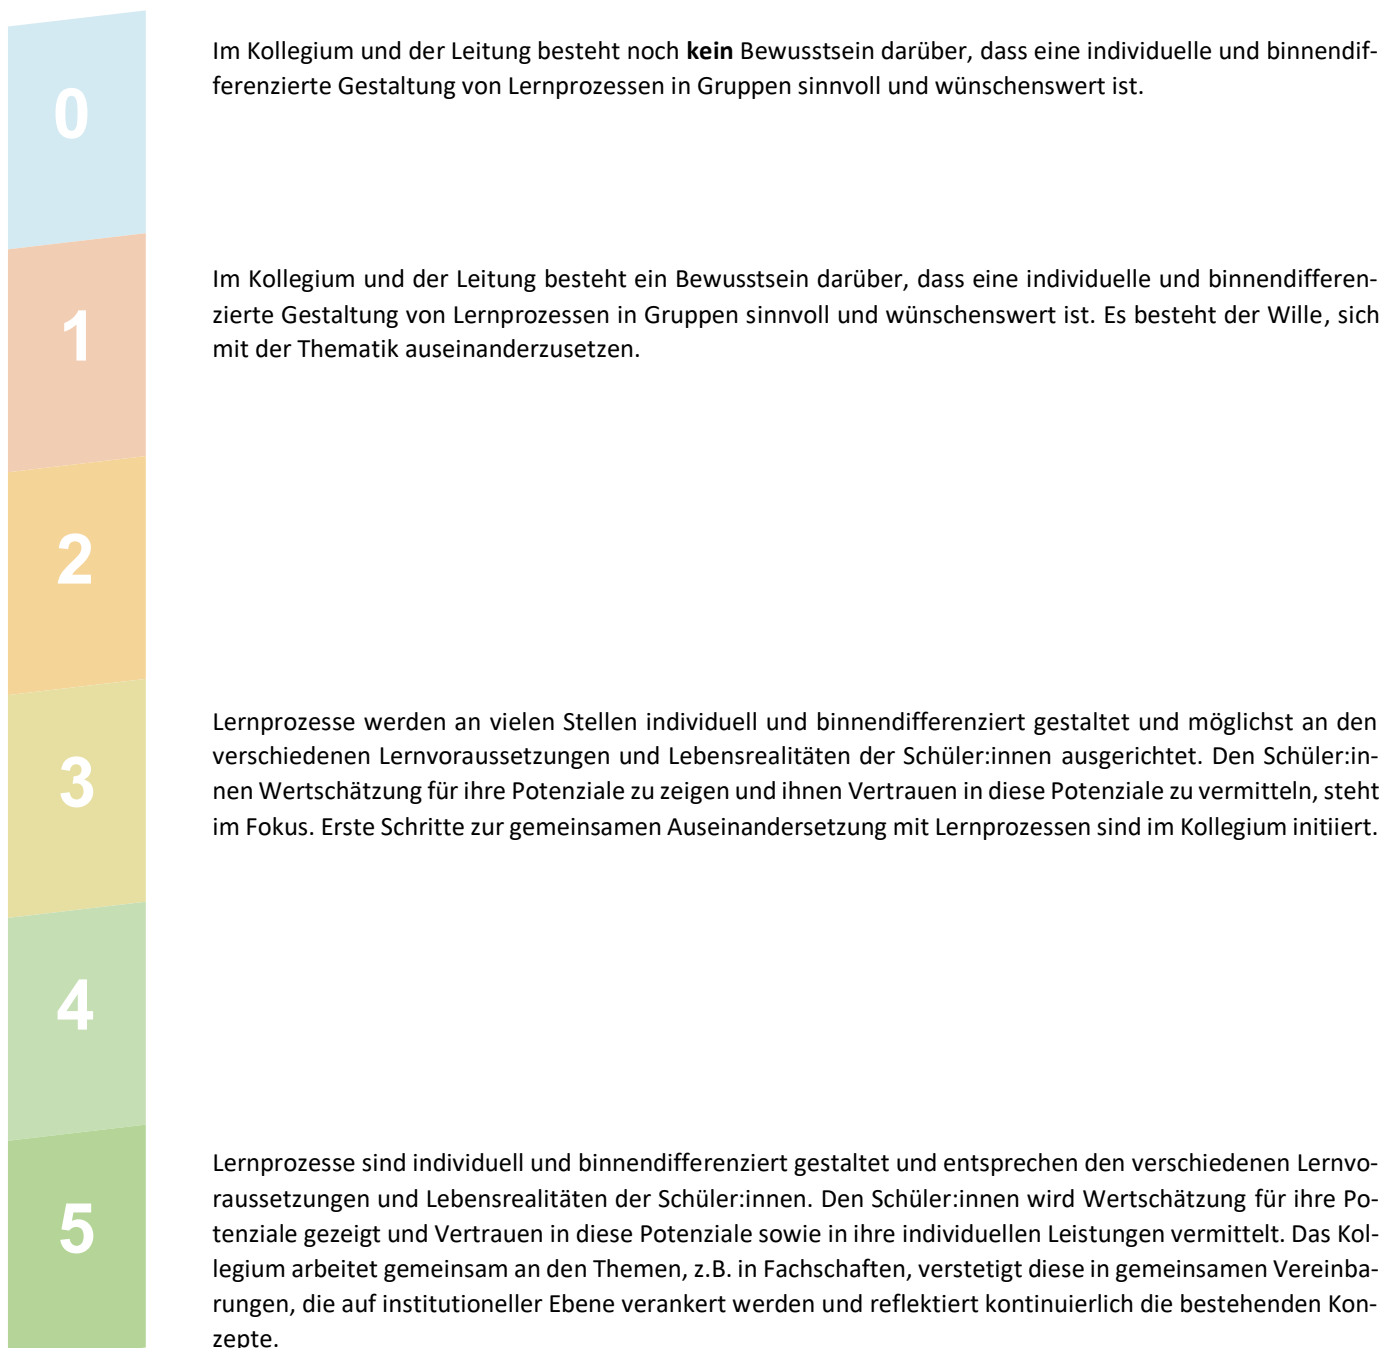 0
Im Kollegium und der Leitung besteht noch kein Bewusstsein darüber, dass eine individuelle und binnendif-
ferenzierte Gestaltung von Lernprozessen in Gruppen sinnvoll und wünschenswert ist.
1
Im Kollegium und der Leitung besteht ein Bewusstsein darüber, dass eine individuelle und binnendifferen-
zierte Gestaltung von Lernprozessen in Gruppen sinnvoll und wünschenswert ist. Es besteht der Wille, sich
mit der Thematik auseinanderzusetzen.
2
3
Lernprozesse werden an vielen Stellen individuell und binnendifferenziert gestaltet und möglichst an den
verschiedenen Lernvoraussetzungen und Lebensrealitäten der Schüler:innen ausgerichtet. Den Schüler:in-
nen Wertschätzung für ihre Potenziale zu zeigen und ihnen Vertrauen in diese Potenziale zu vermitteln, steht
im Fokus. Erste Schritte zur gemeinsamen Auseinandersetzung mit Lernprozessen sind im Kollegium initiiert.
4
5
Lernprozesse sind individuell und binnendifferenziert gestaltet und entsprechen den verschiedenen Lernvo-
raussetzungen und Lebensrealitäten der Schüler:innen. Den Schüler:innen wird Wertschätzung für ihre Po-
tenziale gezeigt und Vertrauen in diese Potenziale sowie in ihre individuellen Leistungen vermittelt. Das Kol-
legium arbeitet gemeinsam an den Themen, z.B. in Fachschaften, verstetigt diese in gemeinsamen Vereinba-
rungen, die auf institutioneller Ebene verankert werden und reflektiert kontinuierlich die bestehenden Kon-
zepte.